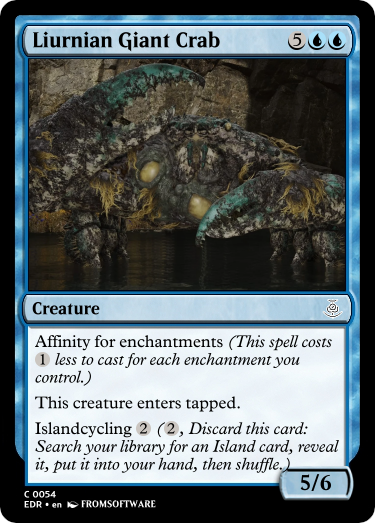 Liurnian Giant Crab 5
Creature
Affinity for enchantments (This spell costs
1 less to cast for each enchantment you
control.)
This creature enters tapped.
Islandcycling 2 (2, Discard this card:
Search your library for an Island card, reveal
it, put it into your hand, then shuffle.)
5/6
C 0054
EDR • en FROMSOFTWARE